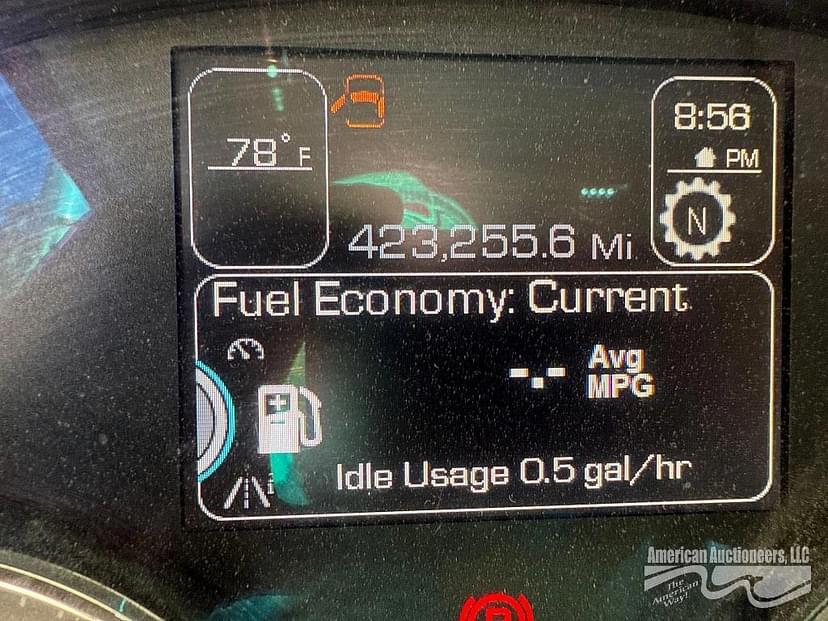 78°F
8:56
PM
N
423,255.6 Mi
Fuel Economy: Current
-.- Avg
MPG
Idle Usage 0.5 gal/hr
American Auctioneers, LLC
The
American
Way!
P